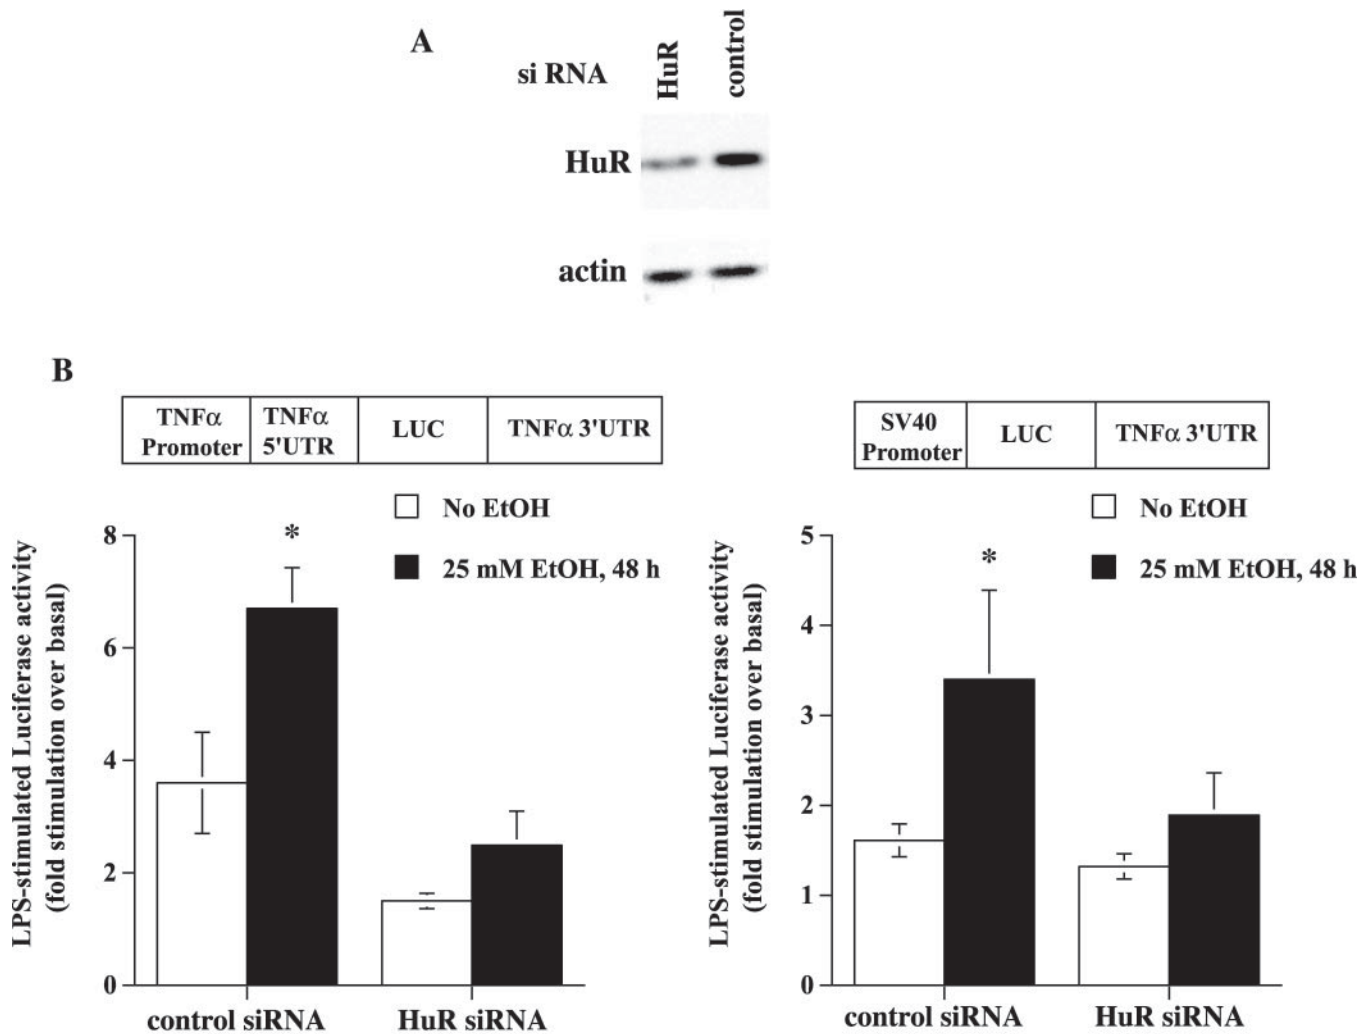 A
si RNA
HuR
control
HuR
actin
B
TNFα Promoter
TNFα 5'UTR
LUC
TNFα 3'UTR
No EtOH
25 mM EtOH, 48 h
LPS-stimulated Luciferase activity
(fold stimulation over basal)
8
6
4
2
0
*
control siRNA
HuR siRNA
SV40 Promoter
LUC
TNFα 3'UTR
No EtOH
25 mM EtOH, 48 h
LPS-stimulated Luciferase activity
(fold stimulation over basal)
5
4
3
2
1
0
*
control siRNA
HuR siRNA